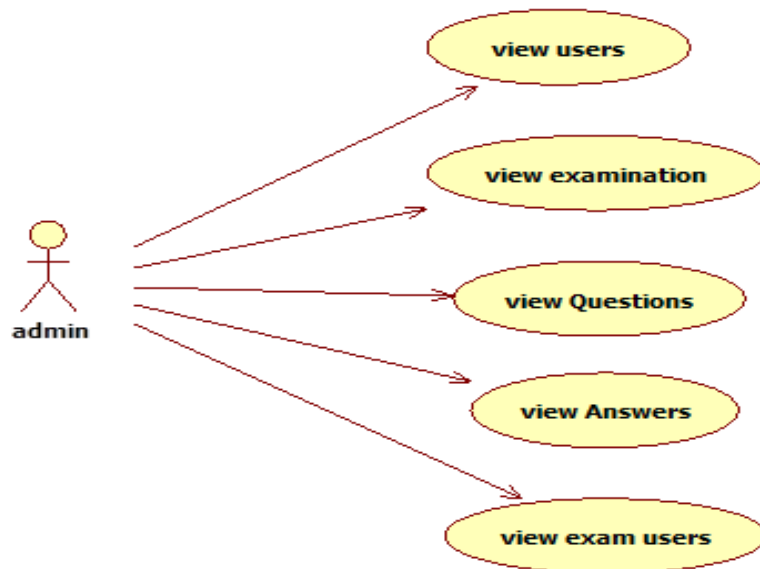 view users
view examination
admin
view Questions
view Answers
view exam users